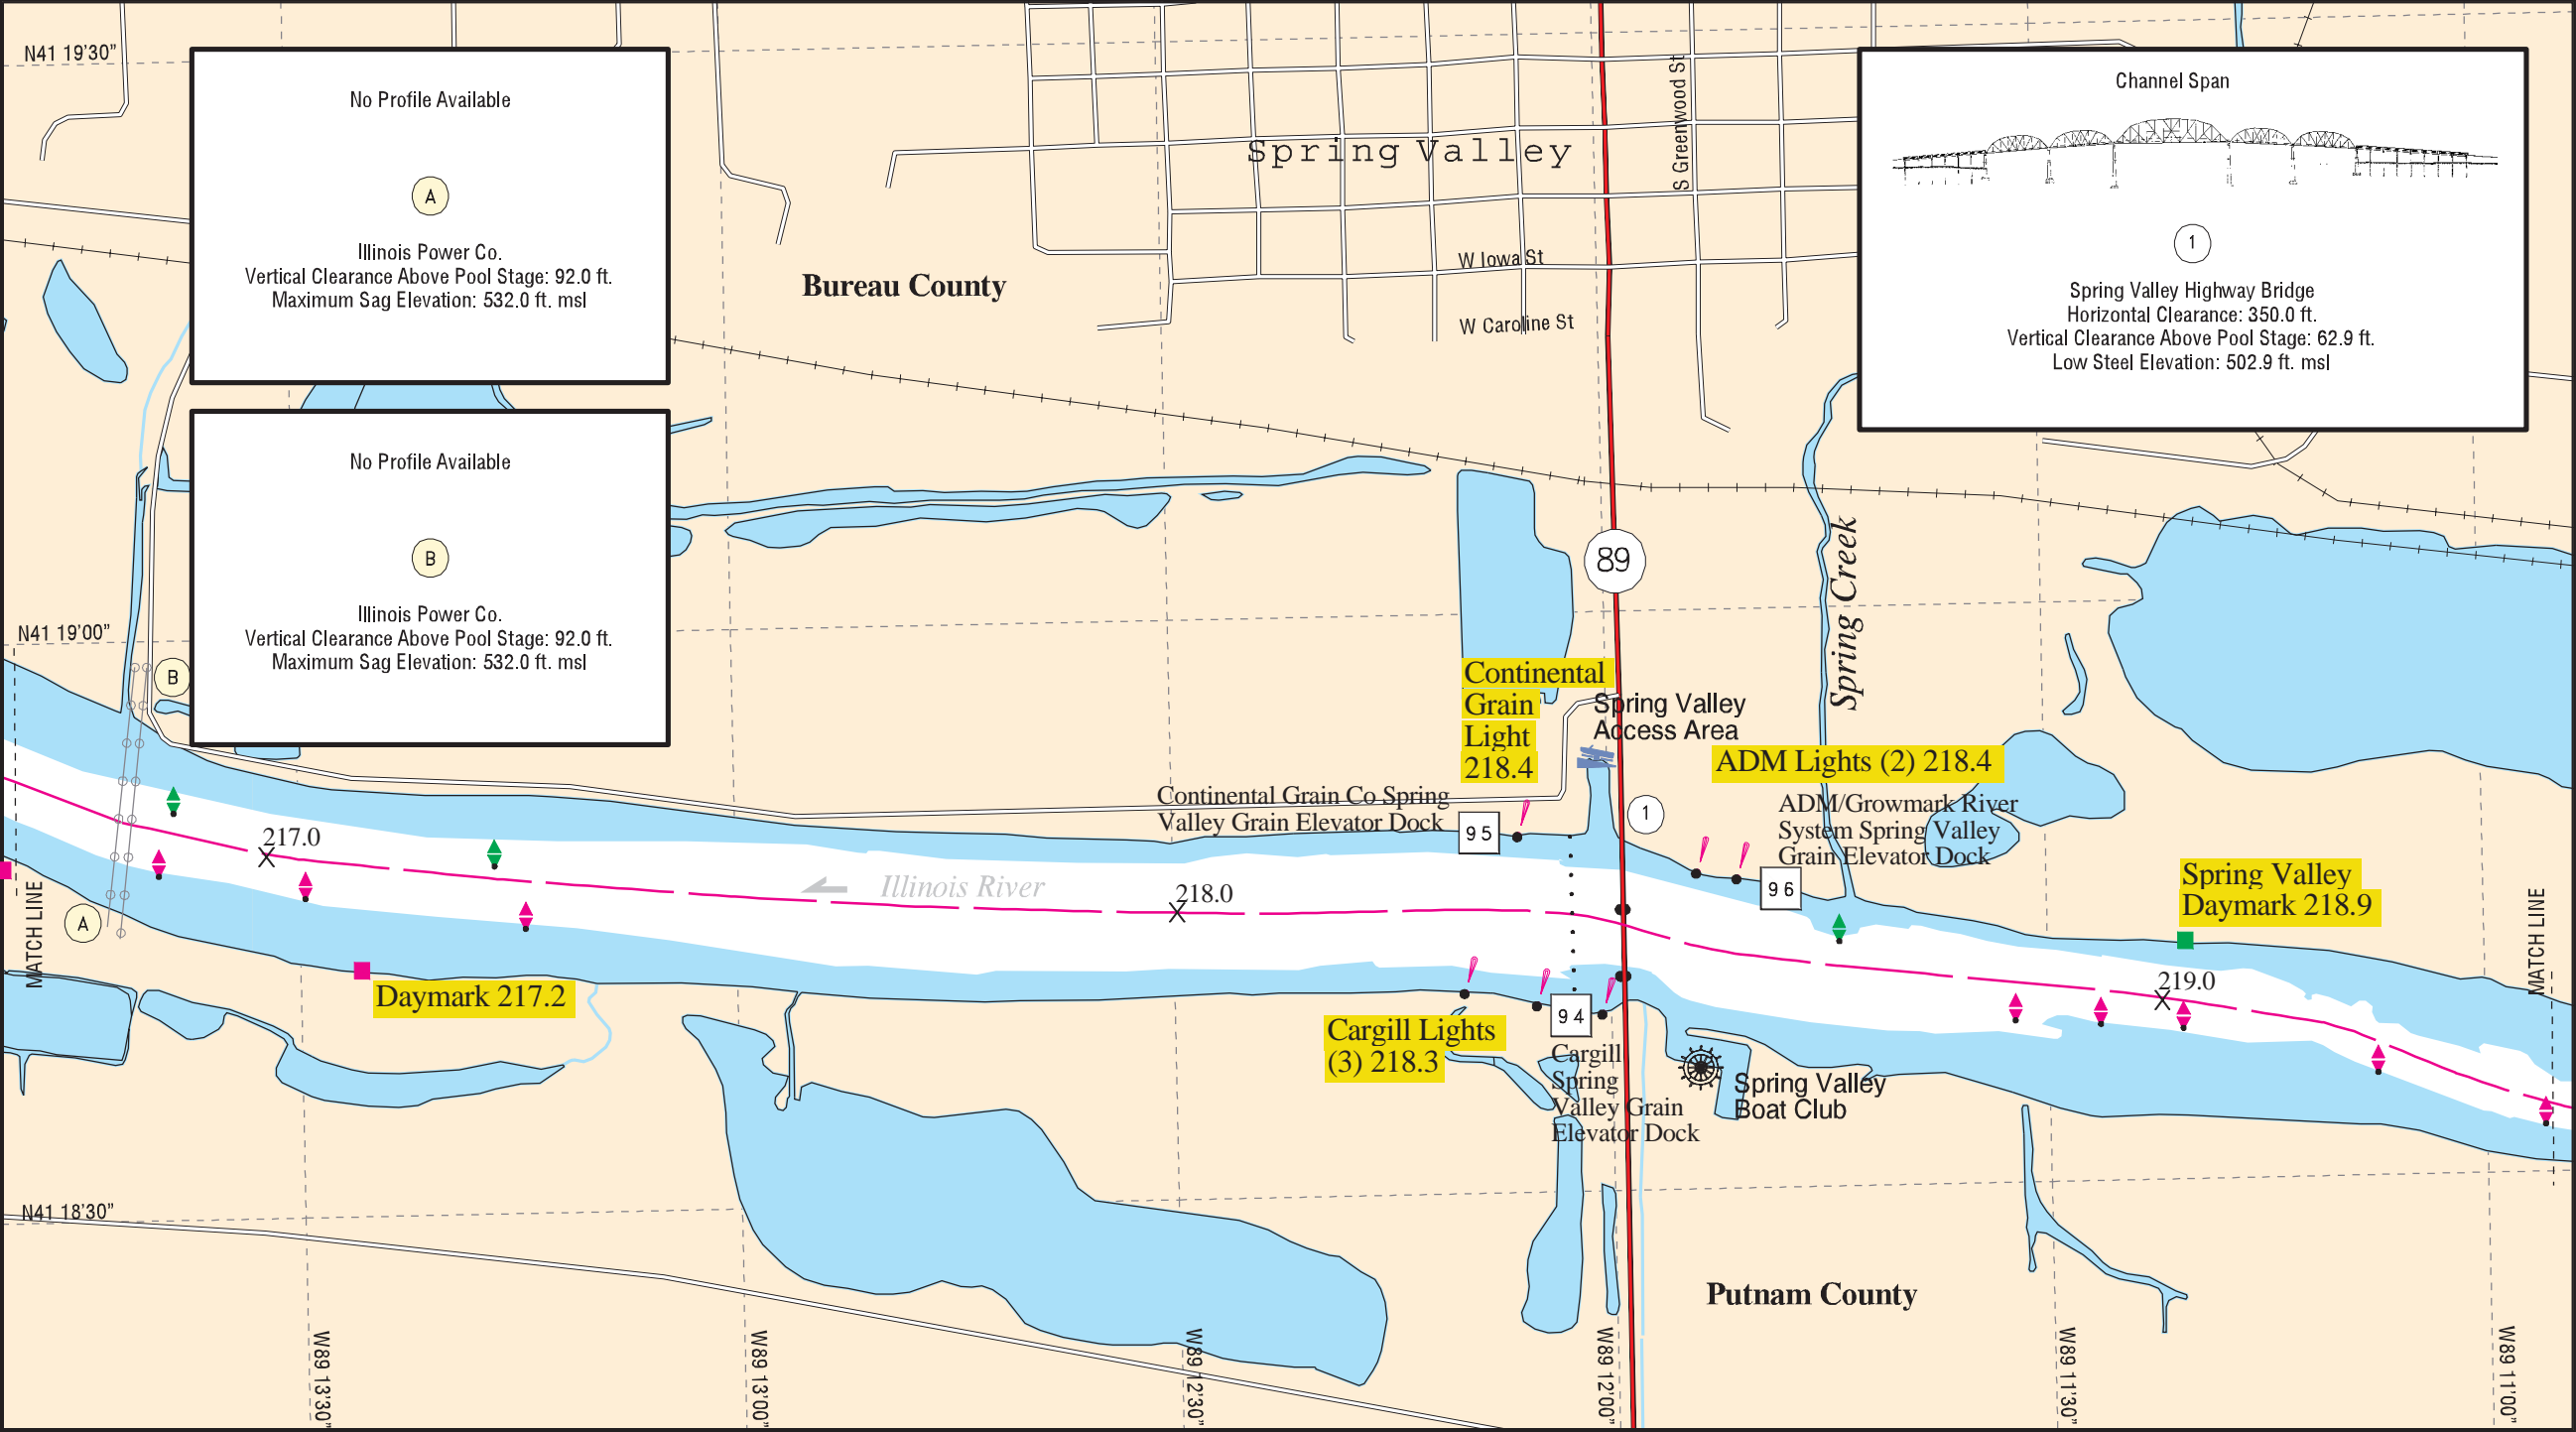 N41 19'30"
No Profile Available
A
Illinois Power Co.
Vertical Clearance Above Pool Stage: 92.0 ft.
Maximum Sag Elevation: 532.0 ft. msl
No Profile Available
B
Illinois Power Co.
Vertical Clearance Above Pool Stage: 92.0 ft.
Maximum Sag Elevation: 532.0 ft. msl
Channel Span
1
Spring Valley Highway Bridge
Horizontal Clearance: 350.0 ft.
Vertical Clearance Above Pool Stage: 62.9 ft.
Low Steel Elevation: 502.9 ft. msl
S Greenwood St
Spring Valley
W Iowa St
Bureau County
W Caroline St
89
Spring Creek
N41 19'00"
B
Continental
Grain
Light
218.4
Spring Valley
Access Area
ADM Lights (2) 218.4
Continental Grain Co Spring
Valley Grain Elevator Dock
95
1
ADM/Growmark River
System Spring Valley
Grain Elevator Dock
96
217.0
Illinois River
218.0
Spring Valley
Daymark 218.9
MATCH LINE
A
MATCH LINE
219.0
Daymark 217.2
Cargill Lights
(3) 218.3
94
Cargill
Spring
Valley Grain
Elevator Dock
Spring Valley
Boat Club
N41 18'30"
Putnam County
W89 13'30"
W89 13'00"
W89 12'30"
W89 12'00"
W89 11'30"
W89 11'00"